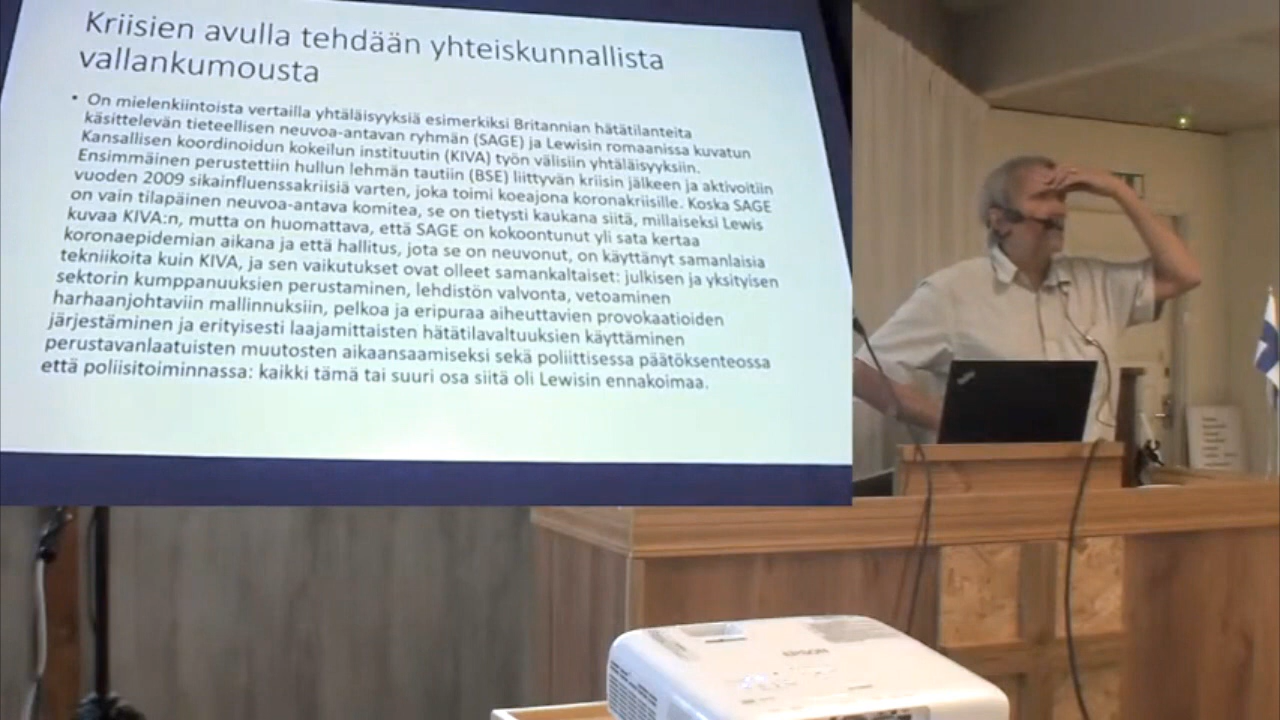 Kriisien avulla tehdään yhteiskunnallista
vallankumousta
• On mielenkiintoista vertailla yhtäläisyyksiä esimerkiksi Britannian hätätilanteita
käsittelevän tieteellisen neuvoa-antavan ryhmän (SAGE) ja Lewisin romaanissa kuvatun
Kansallisen koordinoidun kokeilun instituutin (KIVA) työn välisiin yhtäläisyyksiin.
Ensimmäinen perustettiin hullun lehmän tautiin (BSE) liittyvän kriisin jälkeen ja aktivoitiin
vuoden 2009 sikainfluenssakriisiä varten, joka toimi koeajona koronakriisille. Koska SAGE
on vain tilapäinen neuvoa-antava komitea, se on tietysti kaukana siitä, millaiseksi Lewis
kuvaa KIVA:n, mutta on huomattava, että SAGE on kokoontunut yli sata kertaa
koronaepidemian aikana ja että hallitus, jota se on neuvonut, on käyttänyt samanlaisia
tekniikoita kuin KIVA, ja sen vaikutukset ovat olleet samankaltaiset: julkisen ja yksityisen
sektorin kumppanuuksien perustaminen, lehdistön valvonta, vetoaminen
harhaanjohtaviin mallinnuksiin, pelkoa ja eripuraa aiheuttavien provokaatioiden
järjestäminen ja erityisesti laajamittaisten hätätilavaltuuksien käyttäminen
perustavanlaatuisten muutosten aikaansaamiseksi sekä poliittisessa päätöksenteossa
että poliisitoiminnassa: kaikki tämä tai suuri osa siitä oli Lewisin ennakoimaa.
EPSON